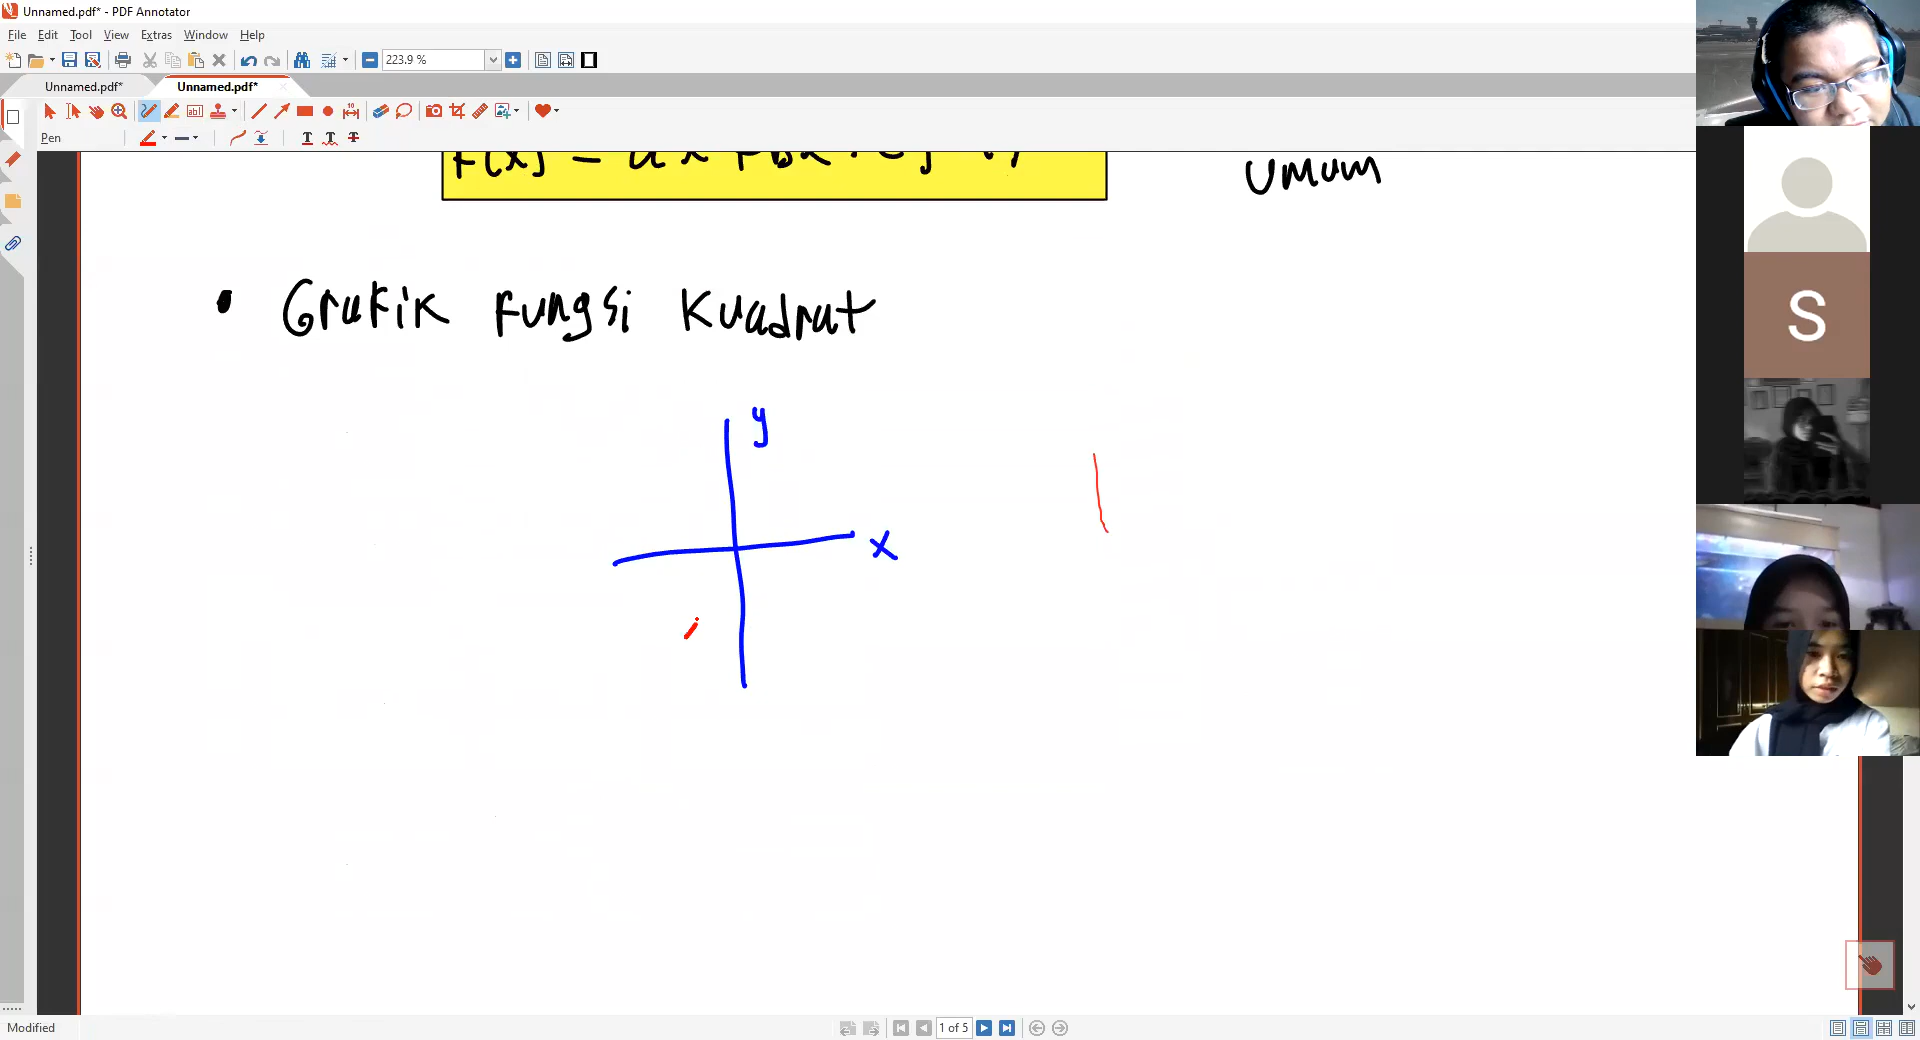 Unnamed.pdf* - PDF Annotator
File Edit Tool View Extras Window Help
223.9 %
Unnamed.pdf* Unnamed.pdf*
Pen
Umum
• Grafik Fungsi Kuadrat
y
x
S
Modified
1 of 5